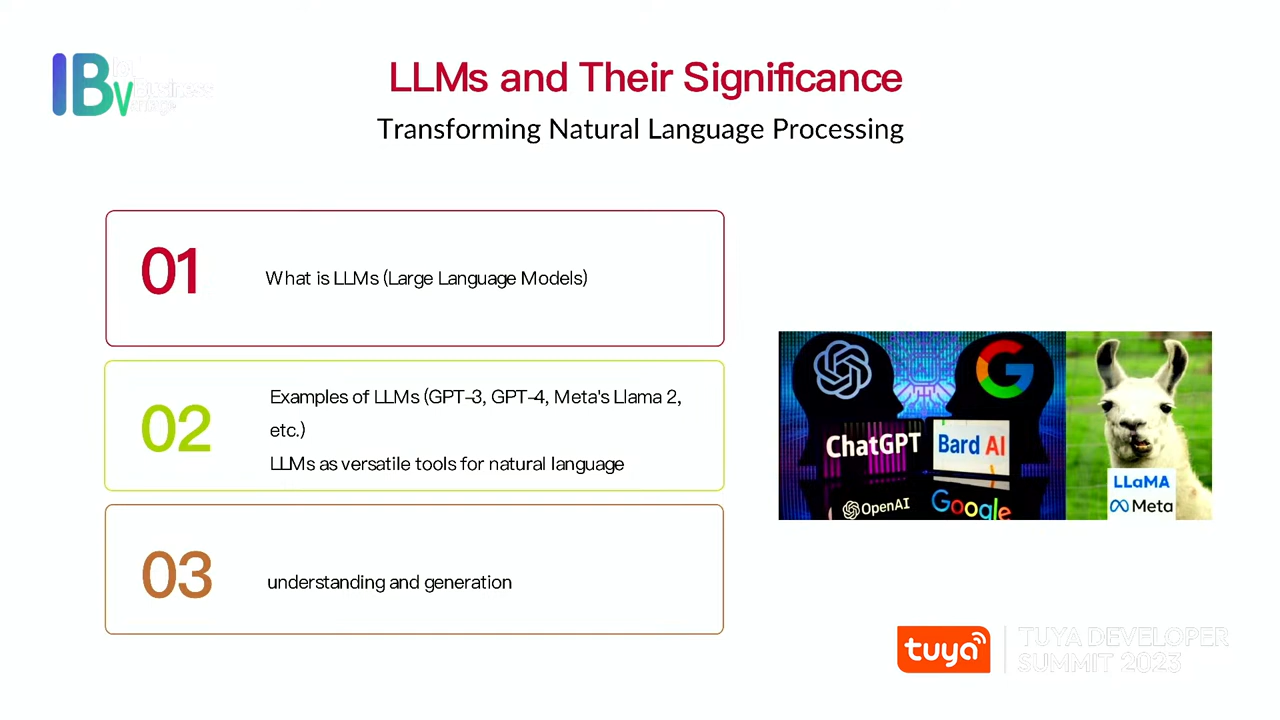 IBv
Business
LLMs and Their Significance
Transforming Natural Language Processing
01
What is LLMs (Large Language Models)
02
Examples of LLMs (GPT-3, GPT-4, Meta's Llama 2,
etc.)
LLMs as versatile tools for natural language
03
understanding and generation
ChatGPT
Bard AI
OpenAI
Google
LLaMA
Meta
tuya
TUYA DEVELOPER
SUMMIT 2023